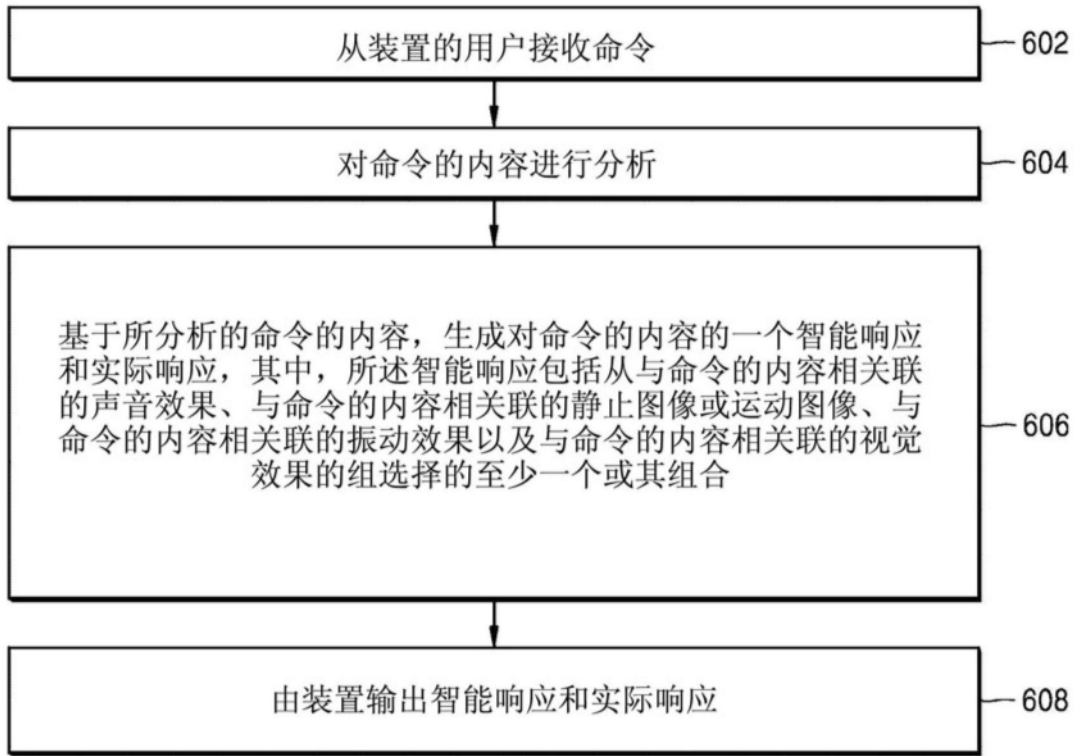 从装置的用户接收命令
602
对命令的内容进行分析
604
基于所分析的命令的内容，生成对命令的内容的一个智能响应
和实际响应，其中，所述智能响应包括从与命令的内容相关联
的声音效果、与命令的内容相关联的静止图像或运动图像、与
命令的内容相关联的振动效果以及与命令的内容相关联的视觉
效果的组选择的至少一个或其组合
606
由装置输出智能响应和实际响应
608